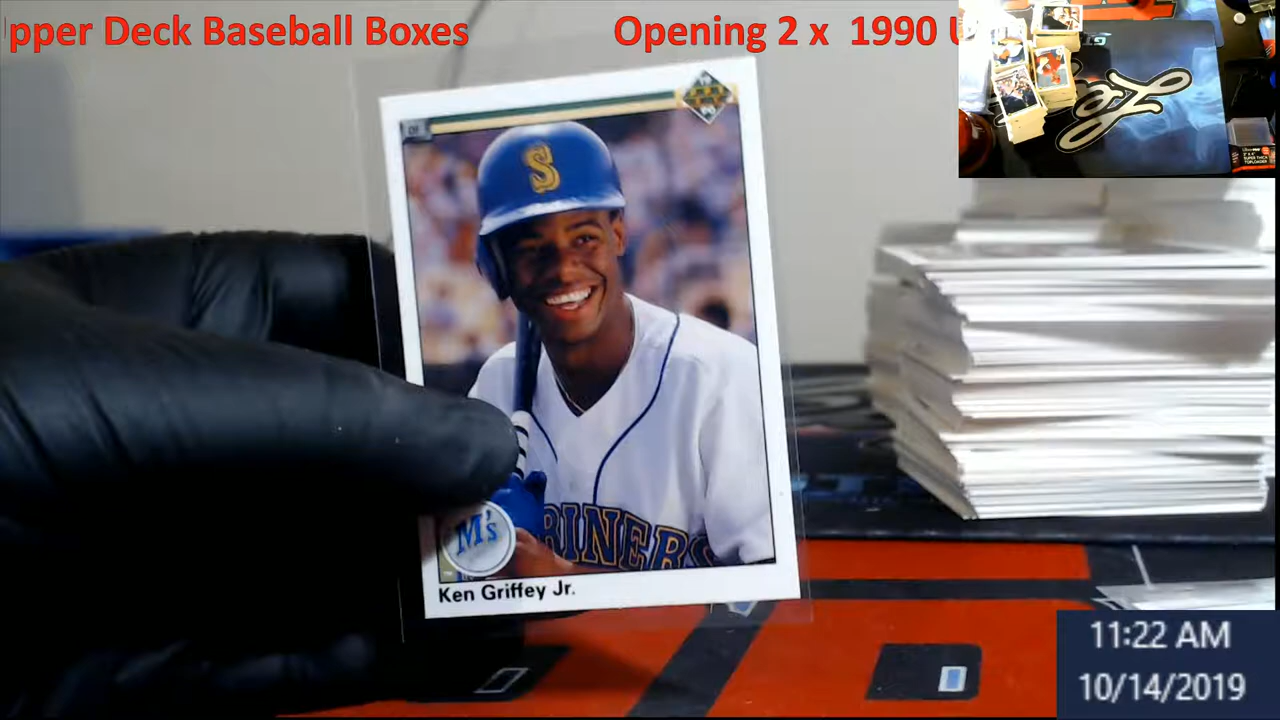 pper Deck Baseball Boxes Opening 2 x 1990 U
S
M's
RINERS
Ken Griffey Jr.
11:22 AM
10/14/2019